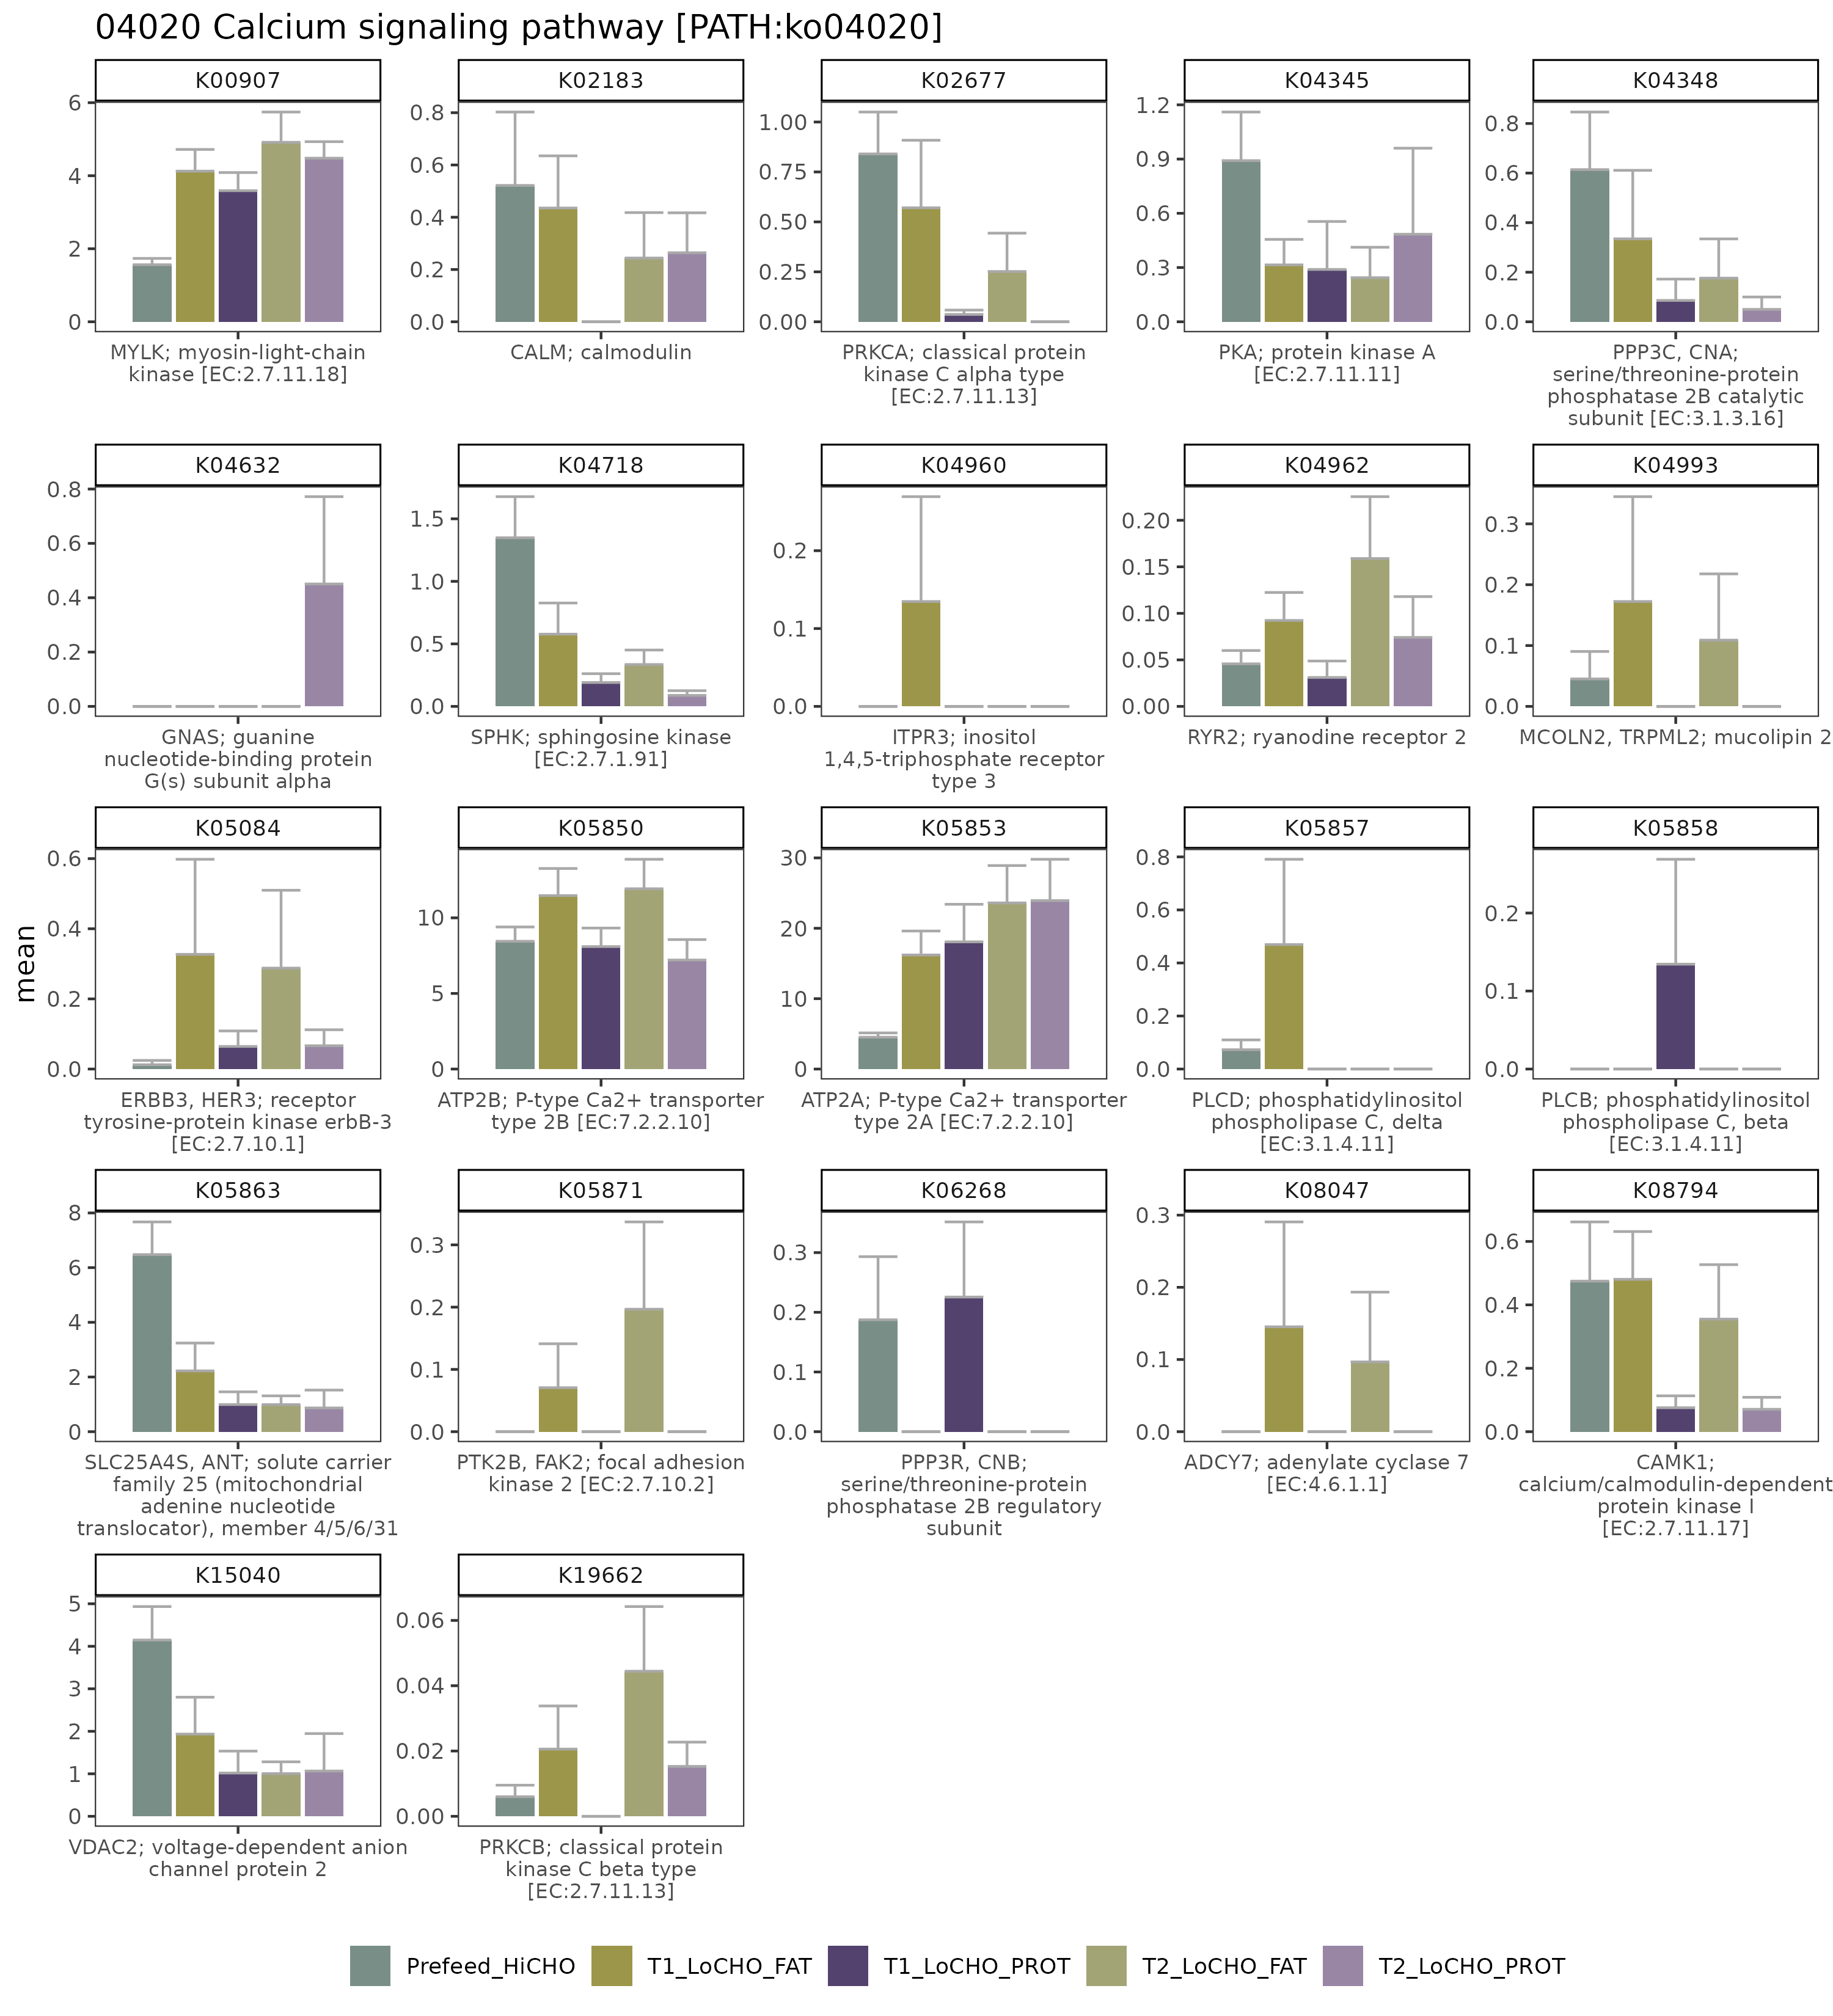 04020 Calcium signaling pathway [PATH:ko04020]
K00907
K02183
K02677
K04345
K04348
6
4
2
0
0.8
0.6
0.4
0.2
0.0
1.00
0.75
0.50
0.25
0.00
1.2
0.9
0.6
0.3
0.0
0.8
0.6
0.4
0.2
0.0
MYLK; myosin-light-chain
kinase [EC:2.7.11.18]
CALM; calmodulin
PRKCA; classical protein
kinase C alpha type
[EC:2.7.11.13]
PKA; protein kinase A
[EC:2.7.11.11]
PPP3C, CNA;
serine/threonine-protein
phosphatase 2B catalytic
subunit [EC:3.1.3.16]
K04632
K04718
K04960
K04962
K04993
0.8
0.6
0.4
0.2
0.0
1.5
1.0
0.5
0.0
0.2
0.1
0.0
0.20
0.15
0.10
0.05
0.00
0.3
0.2
0.1
0.0
GNAS; guanine
nucleotide-binding protein
G(s) subunit alpha
SPHK; sphingosine kinase
[EC:2.7.1.91]
ITPR3; inositol
1,4,5-triphosphate receptor
type 3
RYR2; ryanodine receptor 2
MCOLN2, TRPML2; mucolipin 2
K05084
K05850
K05853
K05857
K05858
mean
0.6
0.4
0.2
0.0
10
5
0
30
20
10
0
0.8
0.6
0.4
0.2
0.0
0.2
0.1
0.0
ERBB3, HER3; receptor
tyrosine-protein kinase erbB-3
[EC:2.7.10.1]
ATP2B; P-type Ca2+ transporter
type 2B [EC:7.2.2.10]
ATP2A; P-type Ca2+ transporter
type 2A [EC:7.2.2.10]
PLCD; phosphatidylinositol
phospholipase C, delta
[EC:3.1.4.11]
PLCB; phosphatidylinositol
phospholipase C, beta
[EC:3.1.4.11]
K05863
K05871
K06268
K08047
K08794
8
6
4
2
0
0.3
0.2
0.1
0.0
0.3
0.2
0.1
0.0
0.3
0.2
0.1
0.0
0.6
0.4
0.2
0.0
SLC25A4S, ANT; solute carrier
family 25 (mitochondrial
adenine nucleotide
translocator), member 4/5/6/31
PTK2B, FAK2; focal adhesion
kinase 2 [EC:2.7.10.2]
PPP3R, CNB;
serine/threonine-protein
phosphatase 2B regulatory
subunit
ADCY7; adenylate cyclase 7
[EC:4.6.1.1]
CAMK1;
calcium/calmodulin-dependent
protein kinase I
[EC:2.7.11.17]
K15040
K19662
5
4
3
2
1
0
0.06
0.04
0.02
0.00
VDAC2; voltage-dependent anion
channel protein 2
PRKCB; classical protein
kinase C beta type
[EC:2.7.11.13]
Prefeed_HiCHO
T1_LoCHO_FAT
T1_LoCHO_PROT
T2_LoCHO_FAT
T2_LoCHO_PROT